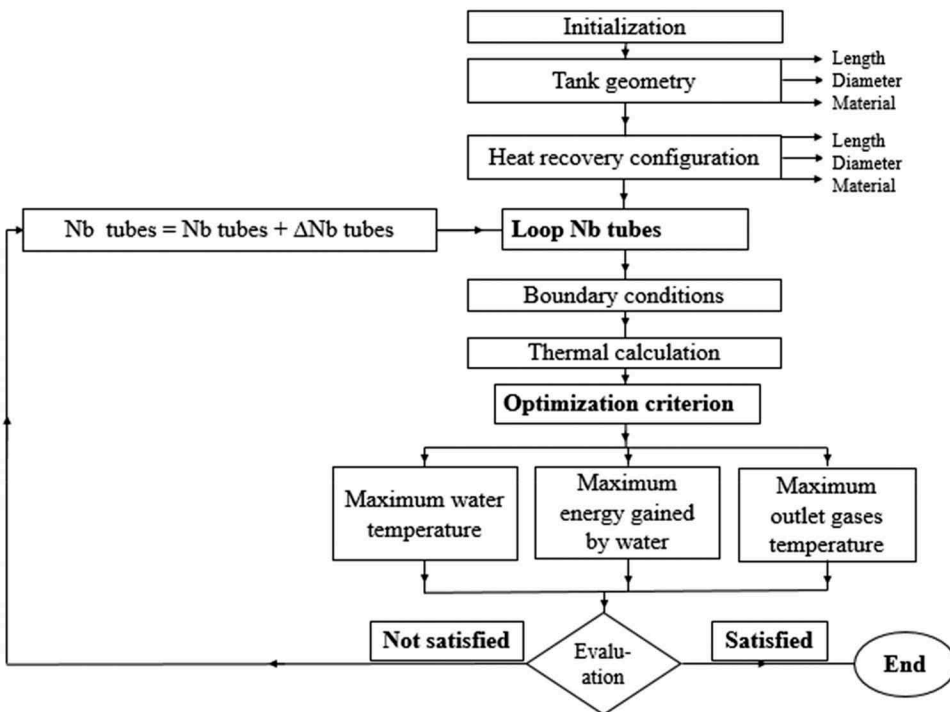 Initialization
Tank geometry
Length
Diameter
Material
Heat recovery configuration
Length
Diameter
Material
Nb tubes = Nb tubes + ΔNb tubes
Loop Nb tubes
Boundary conditions
Thermal calculation
Optimization criterion
Maximum water
temperature
Maximum
energy gained
by water
Maximum
outlet gases
temperature
Not satisfied
Evalu-
ation
Satisfied
End